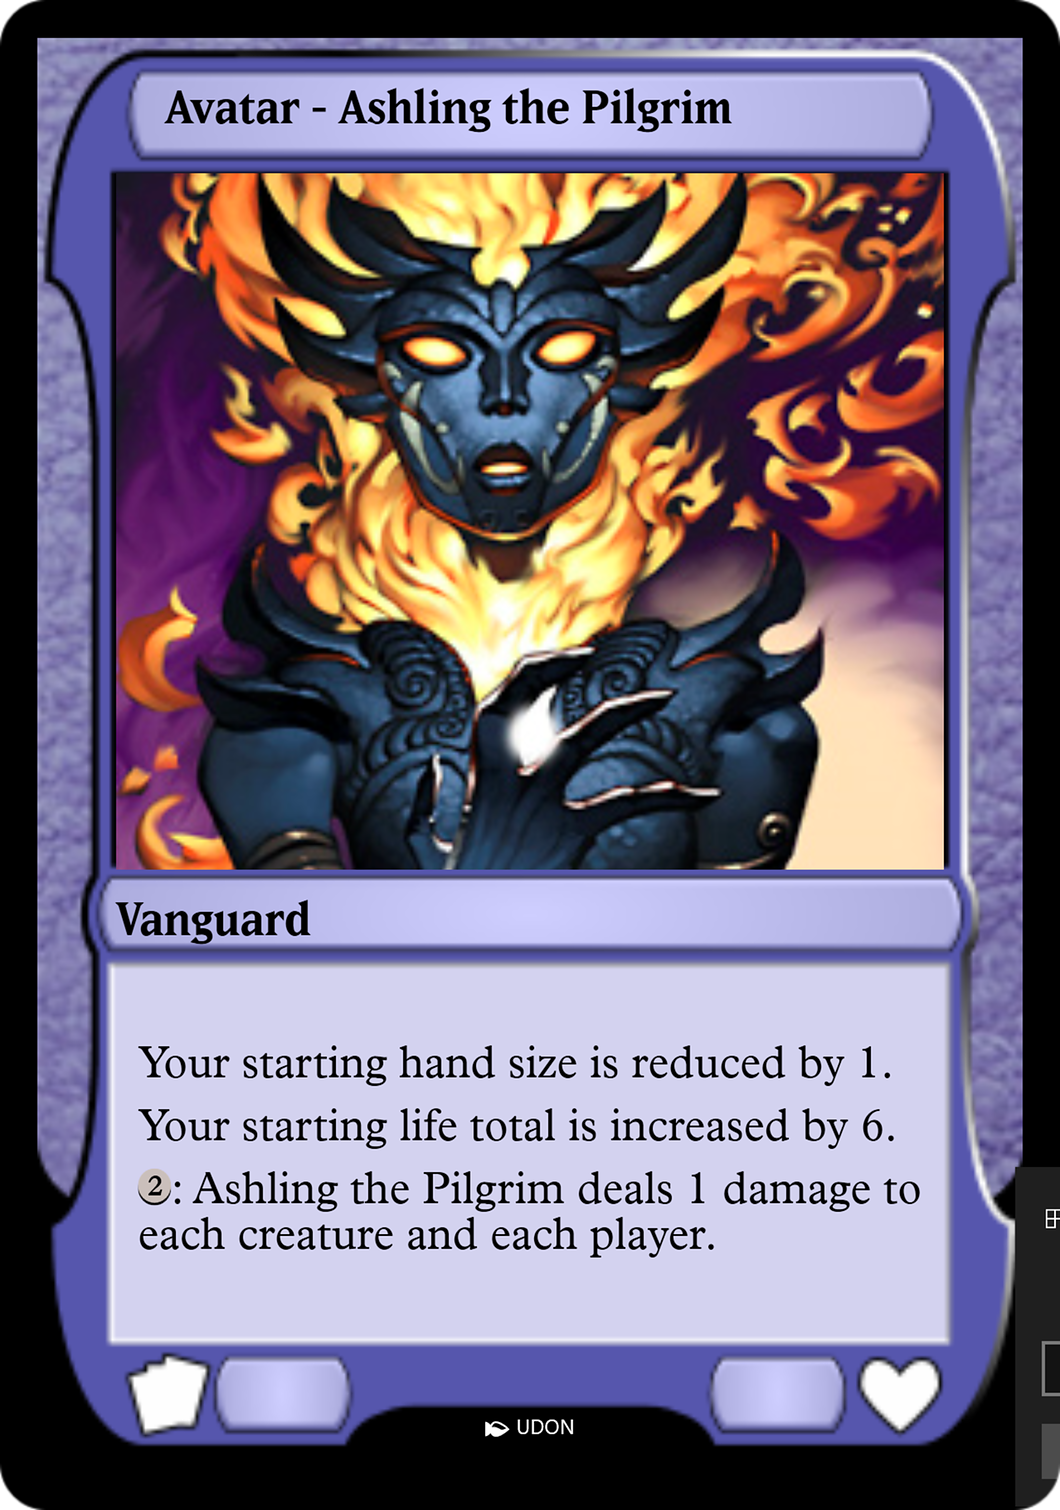 Avatar - Ashling the Pilgrim
Vanguard
Your starting hand size is reduced by 1.
Your starting life total is increased by 6.
2: Ashling the Pilgrim deals 1 damage to
each creature and each player.
UDON